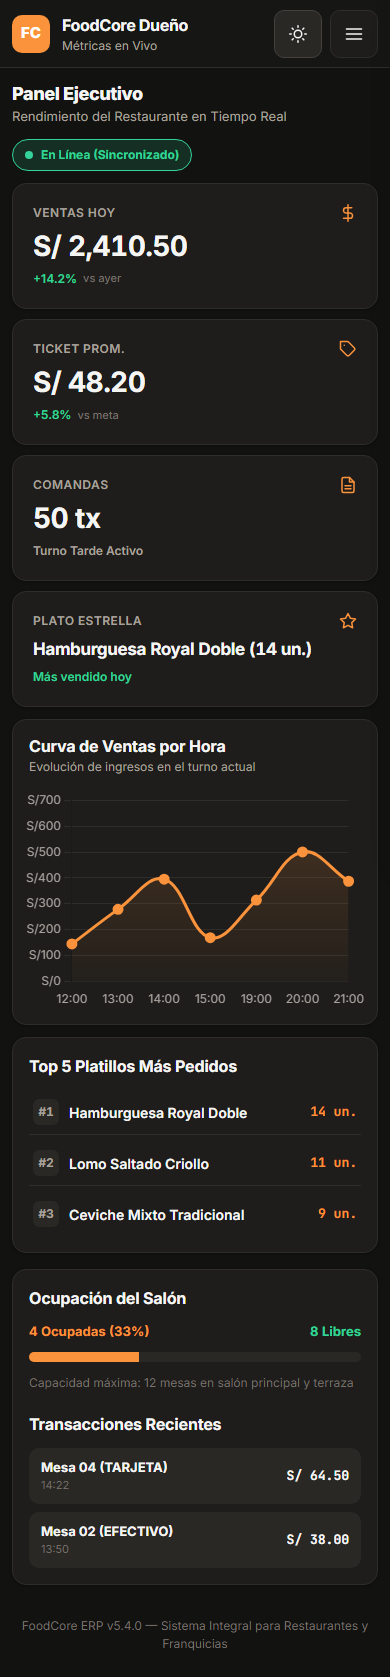 FC
FoodCore Dueño
Métricas en Vivo
Panel Ejecutivo
Rendimiento del Restaurante en Tiempo Real
En Línea (Sincronizado)
VENTAS HOY
S/ 2,410.50
+14.2% vs ayer
TICKET PROM.
S/ 48.20
+5.8% vs meta
COMANDAS
50 tx
Turno Tarde Activo
PLATO ESTRELLA
Hamburguesa Royal Doble (14 un.)
Más vendido hoy
Curva de Ventas por Hora
Evolución de ingresos en el turno actual
S/700
S/600
S/500
S/400
S/300
S/200
S/100
S/0
12:00 13:00 14:00 15:00 19:00 20:00 21:00
Top 5 Platillos Más Pedidos
#1 Hamburguesa Royal Doble 14 un.
#2 Lomo Saltado Criollo 11 un.
#3 Ceviche Mixto Tradicional 9 un.
Ocupación del Salón
4 Ocupadas (33%) 8 Libres
Capacidad máxima: 12 mesas en salón principal y terraza
Transacciones Recientes
Mesa 04 (TARJETA) S/ 64.50
14:22
Mesa 02 (EFECTIVO) S/ 38.00
13:50
FoodCore ERP v5.4.0 — Sistema Integral para Restaurantes y
Franquicias